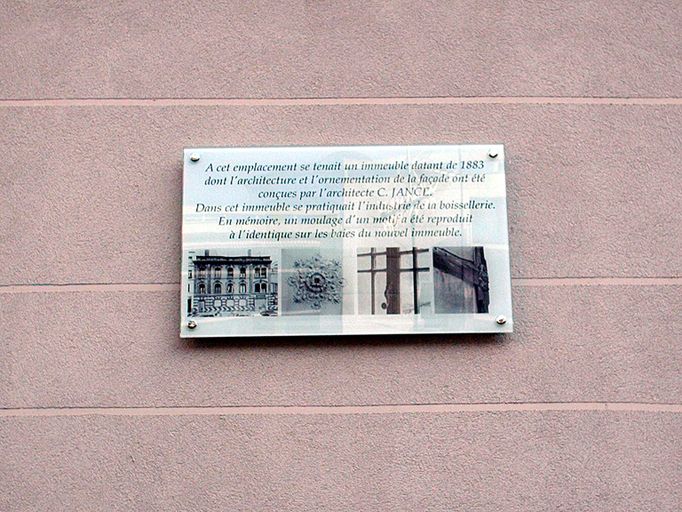 A cet emplacement se tenait un immeuble datant de 1883
dont l'architecture et l'ornementation de la façade ont été
conçues par l'architecte C. JANCE.
Dans cet immeuble se pratiquait l'industrie de la boissellerie.
En mémoire, un moulage d'un motif a été reproduit
à l'identique sur les baies du nouvel immeuble.